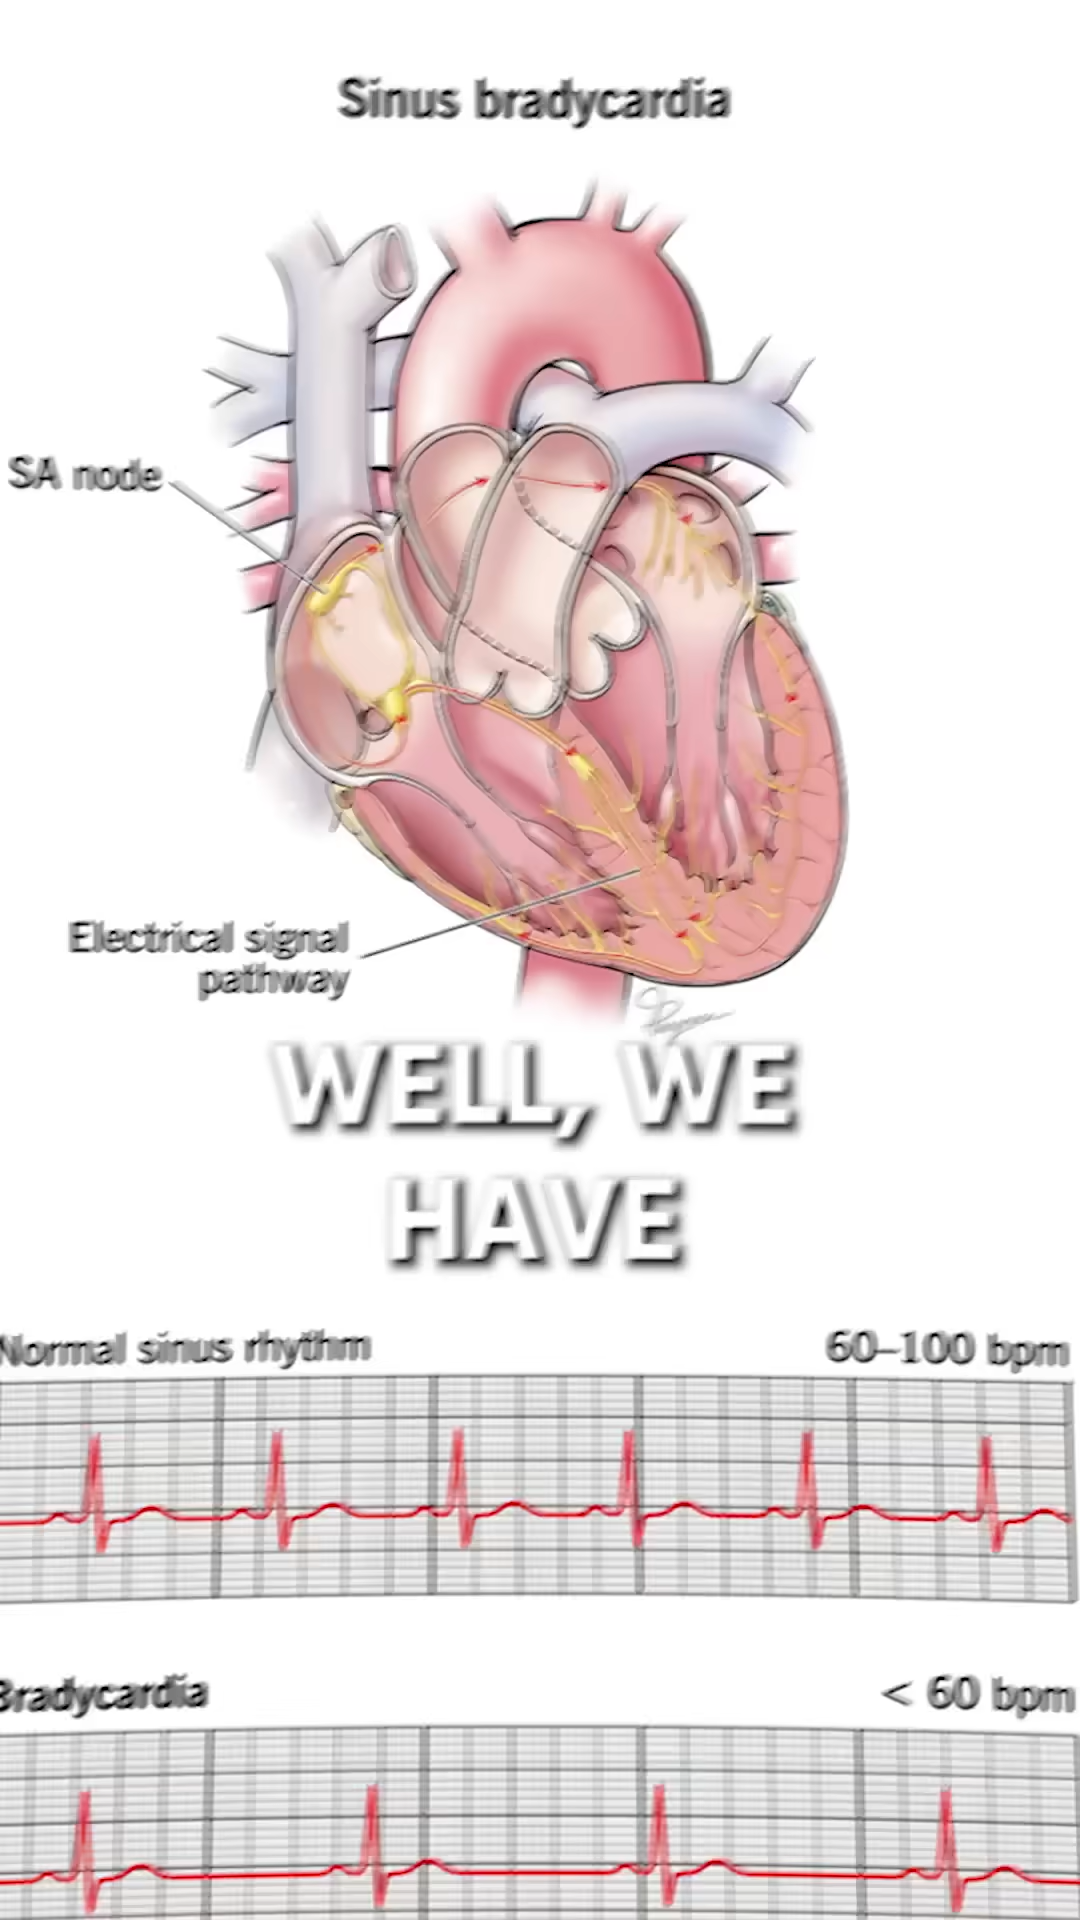 Sinus bradycardia
SA node
Electrical signal
pathway
WELL, WE
HAVE
Normal sinus rhythm
60–100 bpm
Bradycardia
< 60 bpm